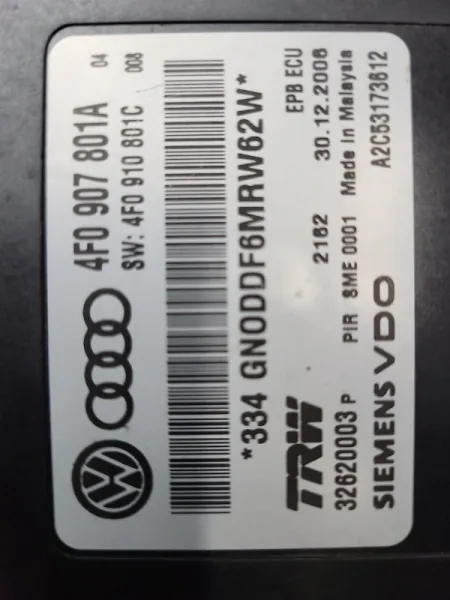 4F0 907 801A 04
SW: 4F0 910 801C 008
*334 GNODDF6MRW62W*
TRW EPB ECU
32620003 P 2162 30.12.2008
PIR SME 0001 Made in Malaysia
SIEMENS VDO A2C53173612